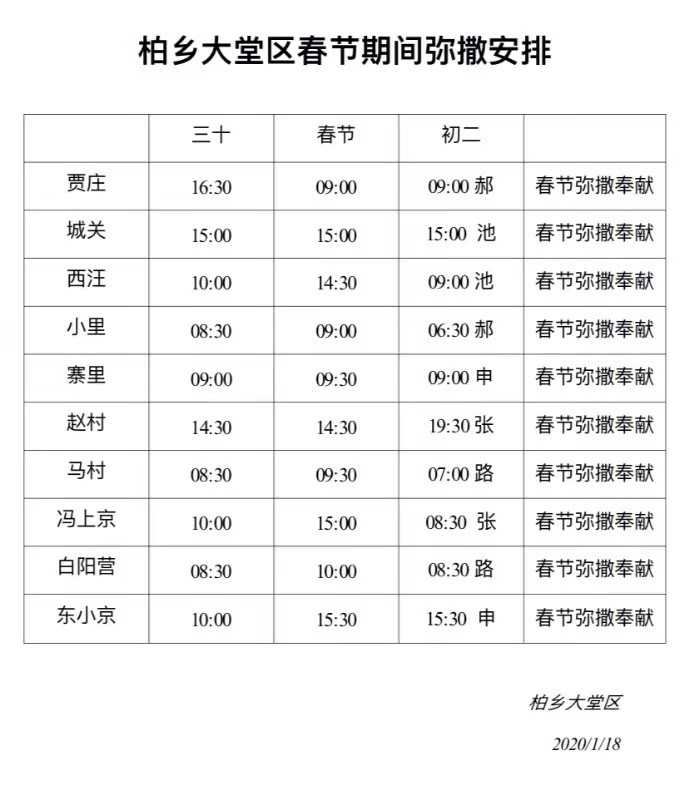 柏乡大堂区春节期间弥撒安排
三十 春节 初二
贾庄 16:30 09:00 09:00 郝 春节弥撒奉献
城关 15:00 15:00 15:00 池 春节弥撒奉献
西汪 10:00 14:30 09:00 池 春节弥撒奉献
小里 08:30 09:00 06:30 郝 春节弥撒奉献
寨里 09:00 09:30 09:00 申 春节弥撒奉献
赵村 14:30 14:30 19:30 张 春节弥撒奉献
马村 08:30 09:30 07:00 路 春节弥撒奉献
冯上京 10:00 15:00 08:30 张 春节弥撒奉献
白阳营 08:30 10:00 08:30 路 春节弥撒奉献
东小京 10:00 15:30 15:30 申 春节弥撒奉献
柏乡大堂区
2020/1/18